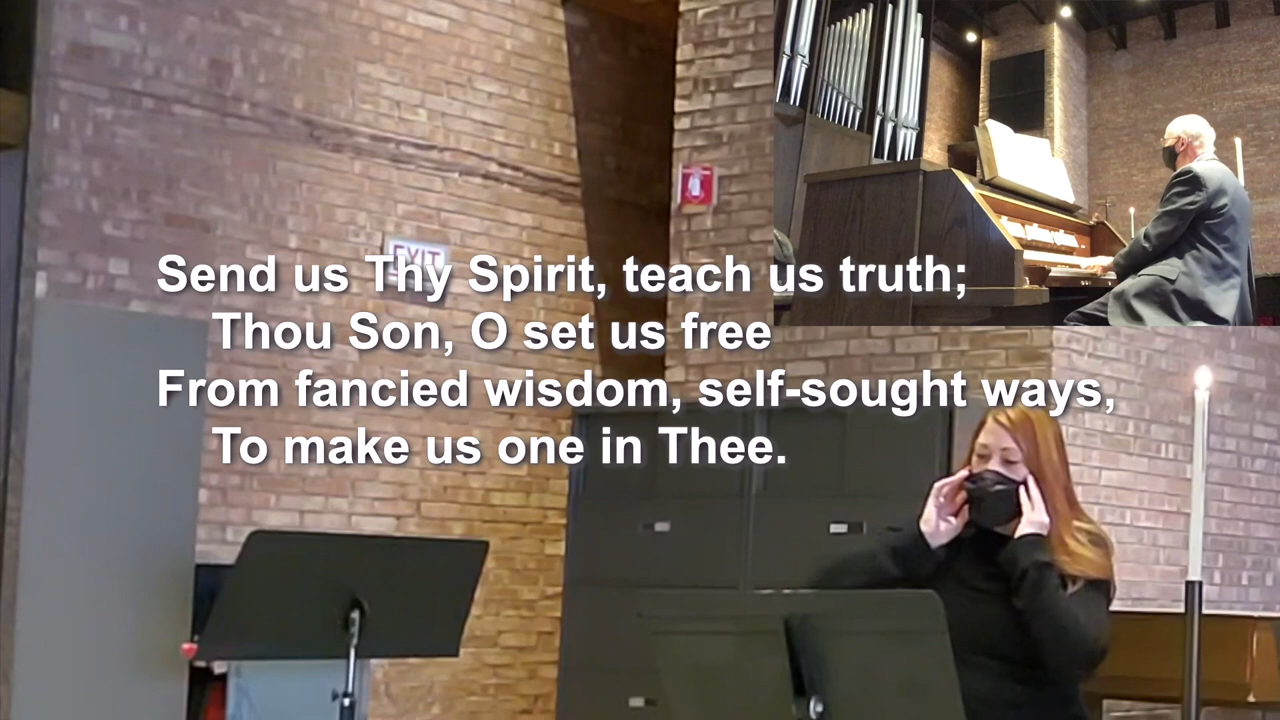 EXIT
Send us Thy Spirit, teach us truth;
Thou Son, O set us free
From fancied wisdom, self-sought ways,
To make us one in Thee.